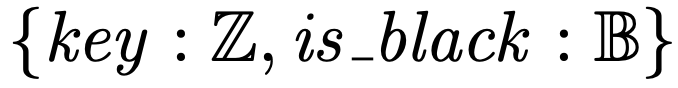 {key : ℤ, is_black : 𝔹}